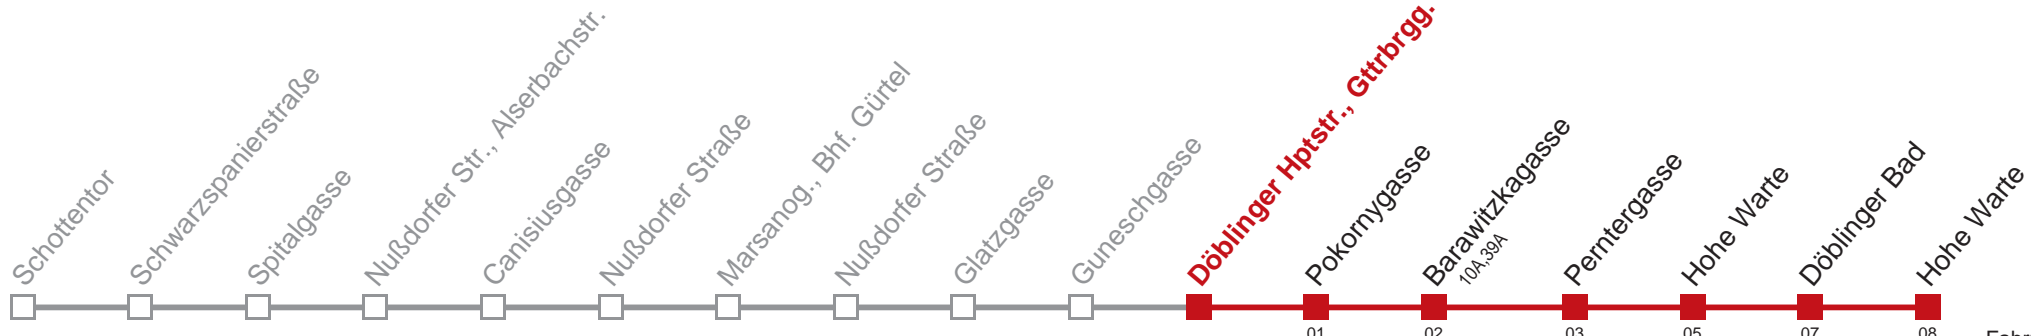 Schottentor
Schwarzspanierstraße
Spitalgasse
Nußdorfer Str., Alserbachstr.
Canisiusgasse
Nußdorfer Straße
Marsanog., Bhf. Gürtel
Nußdorfer Straße
Glatzgasse
Guneschgasse
Döblinger Hptstr., Gttrbrgg.
Pokornygasse
Barawitzkagasse
10A,39A
Perntergasse
Hohe Warte
Döblinger Bad
Hohe Warte
01 02 03 05 07 08